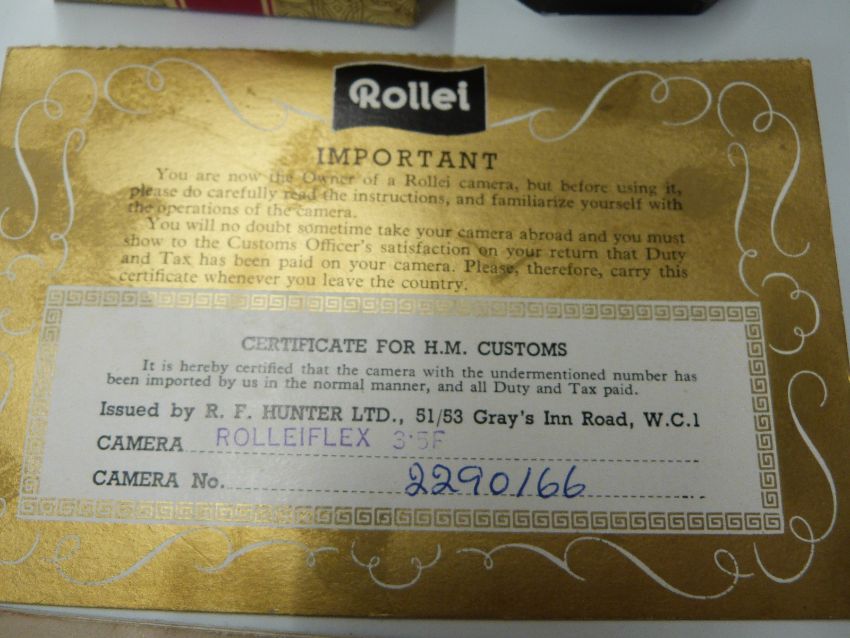 Rollei
IMPORTANT
You are now the Owner of a Rollei camera, but before using it,
please do carefully read the instructions, and familiarize yourself with
the operations of the camera.
You will no doubt sometime take your camera abroad and you must
show to the Customs Officer's satisfaction on your return that Duty
and Tax has been paid on your camera. Please, therefore, carry this
certificate whenever you leave the country.
CERTIFICATE FOR H.M. CUSTOMS
It is hereby certified that the camera with the undermentioned number has
been imported by us in the normal manner, and all Duty and Tax paid.
Issued by R. F. HUNTER LTD., 51/53 Gray's Inn Road, W.C.1
CAMERA ROLLEIFLEX 3·5F
CAMERA No. 2290166